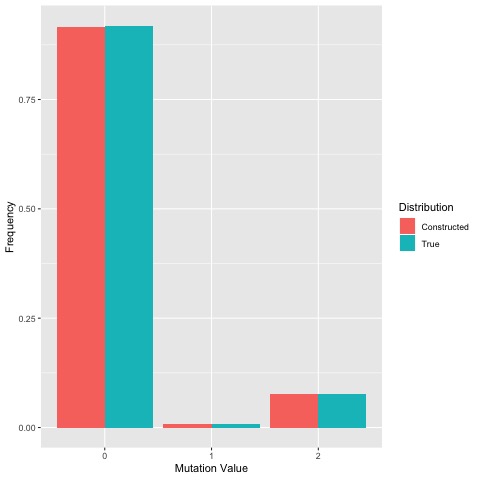 Frequency
0.75
0.50
0.25
0.00
0 1 2
Mutation Value
Distribution
Constructed
True